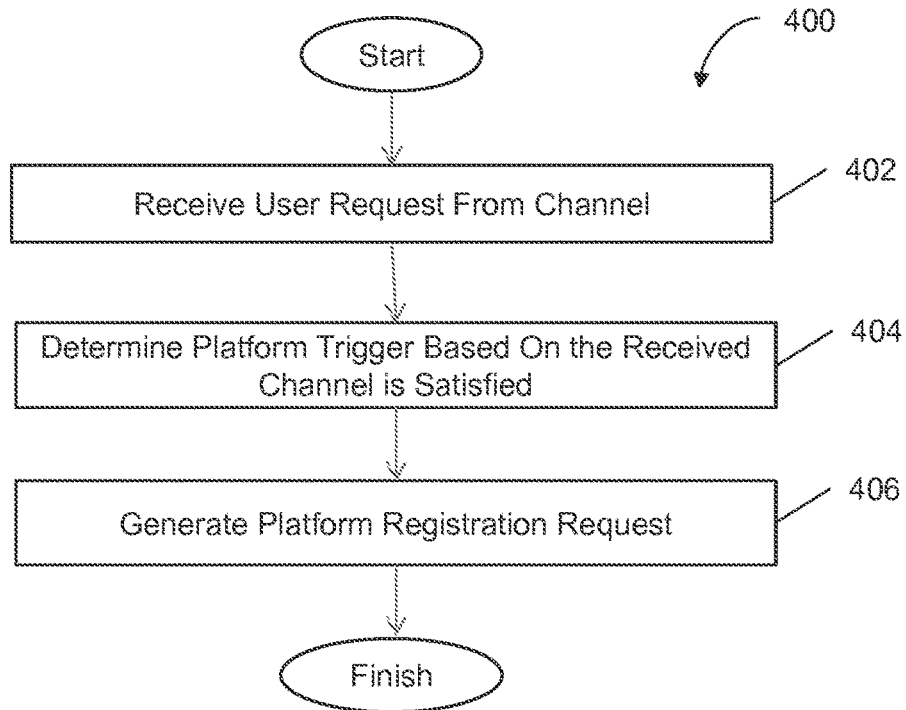 400
Start
402
Receive User Request From Channel
404
Determine Platform Trigger Based On the Received
Channel is Satisfied
406
Generate Platform Registration Request
Finish